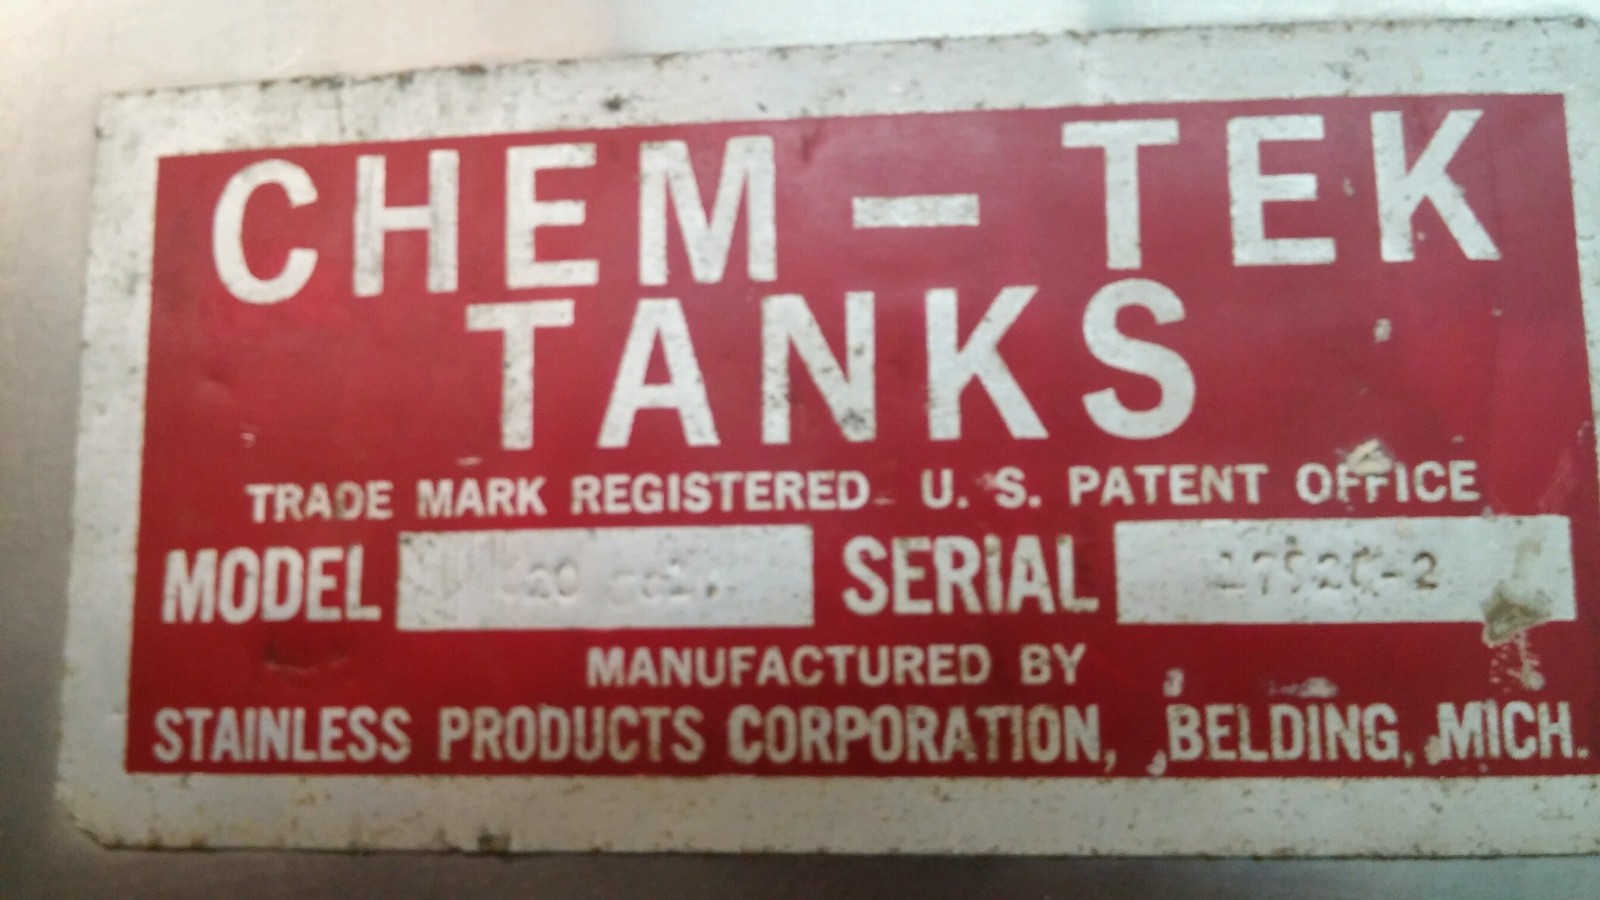 CHEM - TEK
TANKS
TRADE MARK REGISTERED U. S. PATENT OFFICE
MODEL SERIAL
MANUFACTURED BY
STAINLESS PRODUCTS CORPORATION, BELDING, MICH.